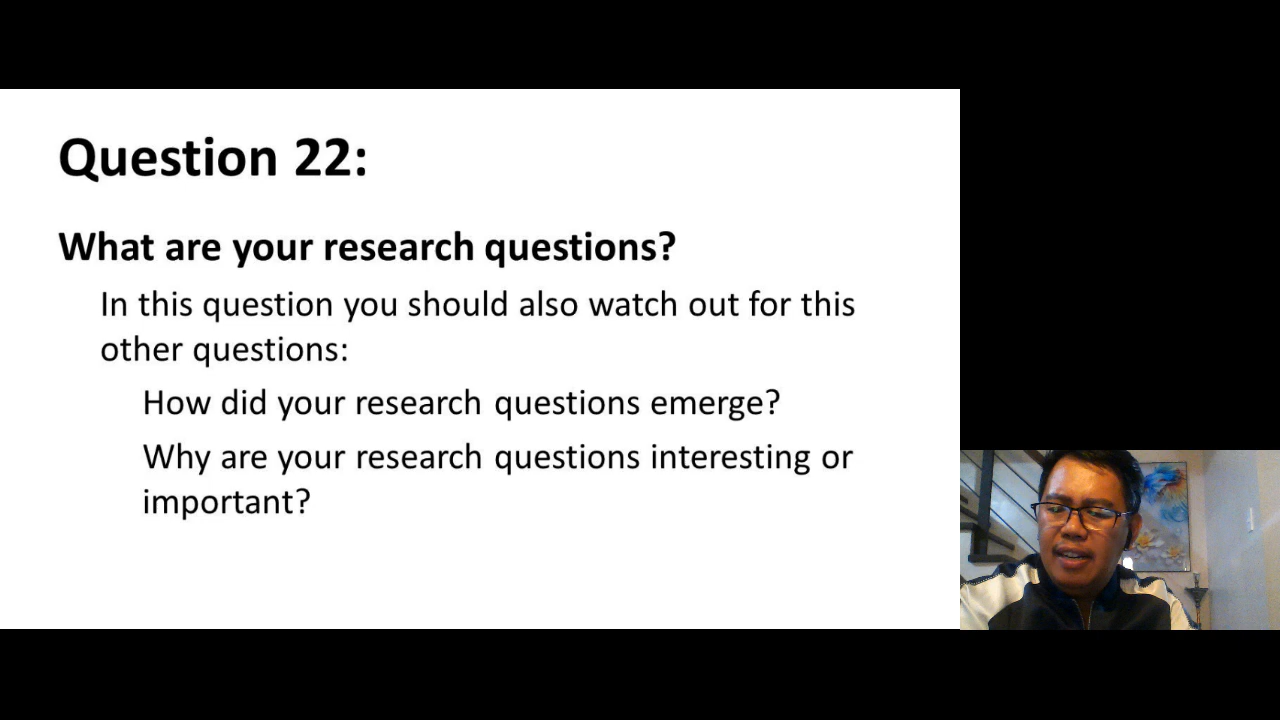 Question 22:
What are your research questions?
In this question you should also watch out for this
other questions:
How did your research questions emerge?
Why are your research questions interesting or
important?